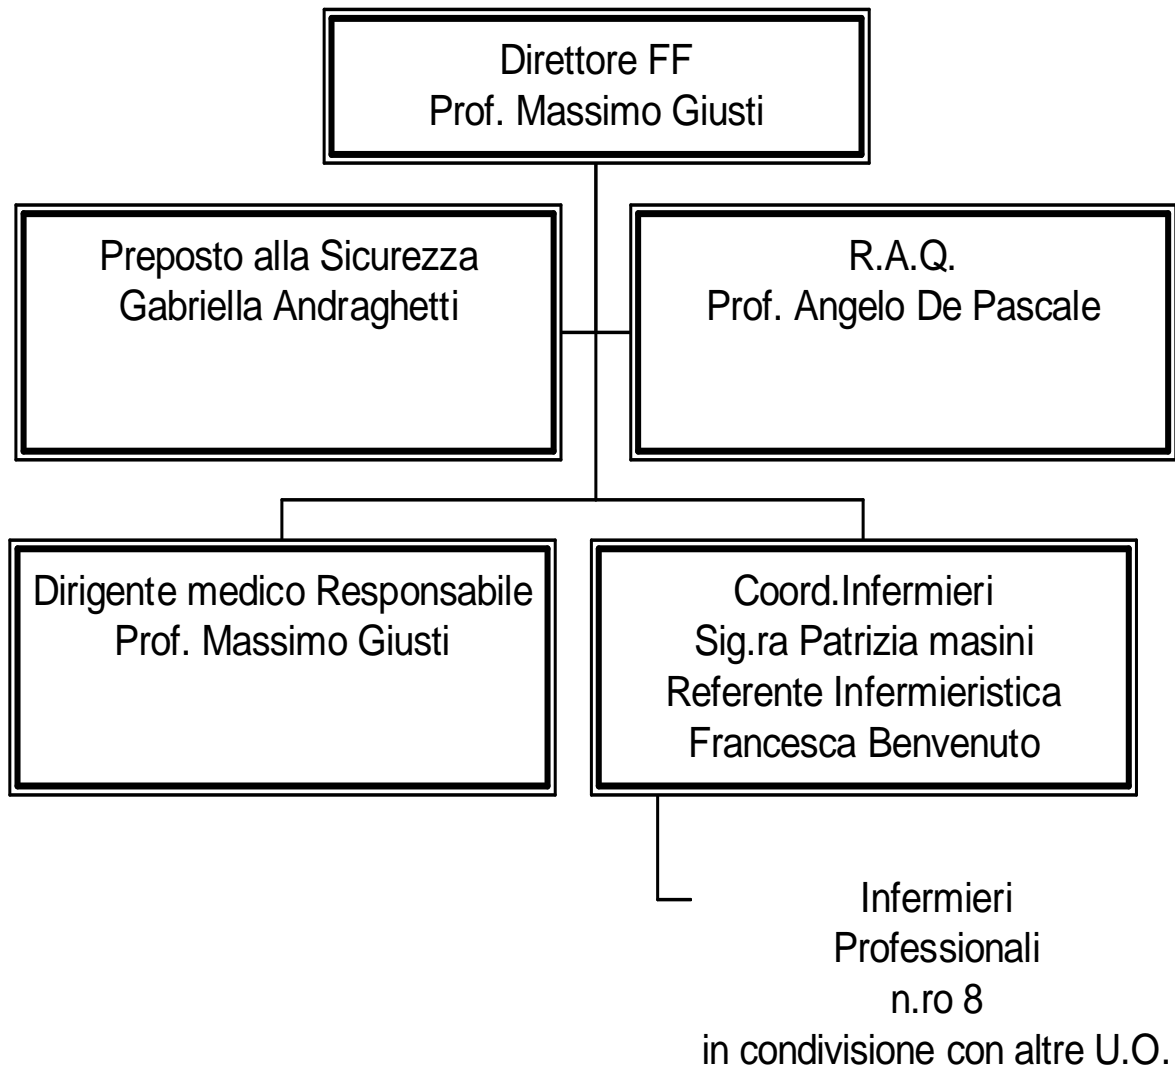 Direttore FF
Prof. Massimo Giusti
Preposto alla Sicurezza
Gabriella Andraghetti
R.A.Q.
Prof. Angelo De Pascale
Dirigente medico Responsabile
Prof. Massimo Giusti
Coord.Infermieri
Sig.ra Patrizia masini
Referente Infermieristica
Francesca Benvenuto
Infermieri
Professionali
n.ro 8
in condivisione con altre U.O.